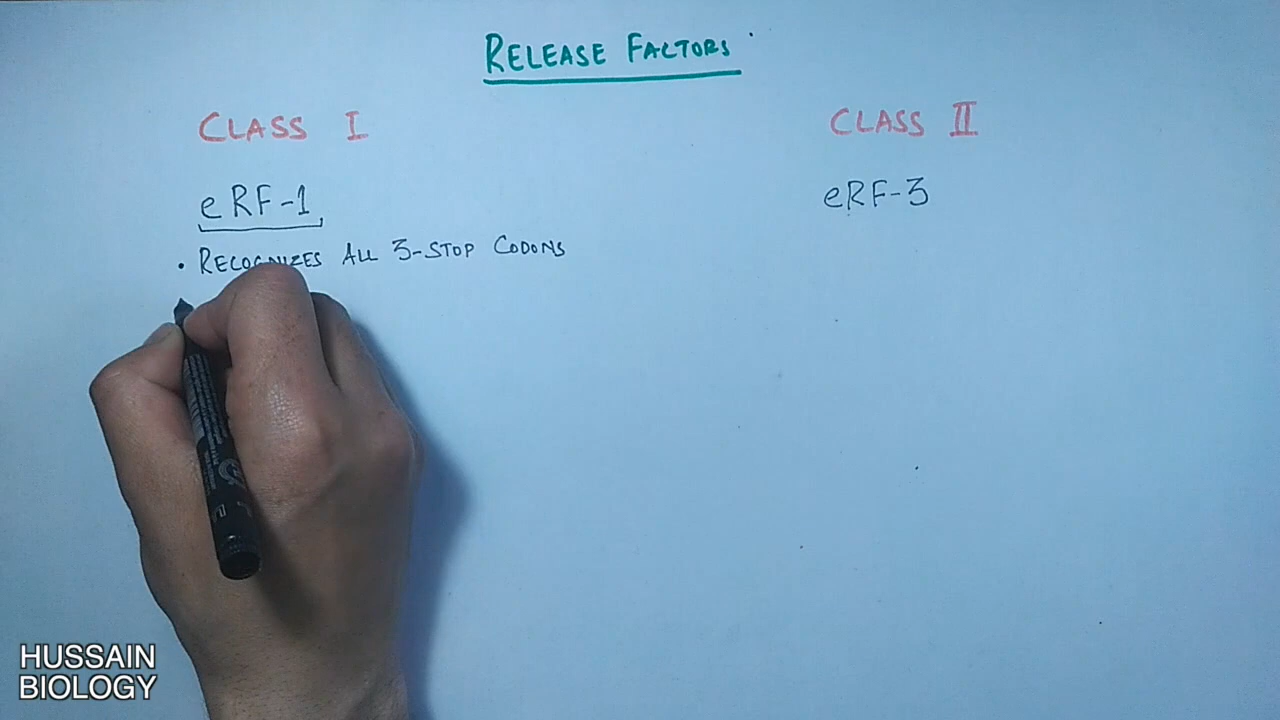 RELEASE FACTORS
CLASS I
CLASS II
eRF-1
eRF-3
• RECOGNIZES ALL 3-STOP CODONS
HUSSAIN
BIOLOGY